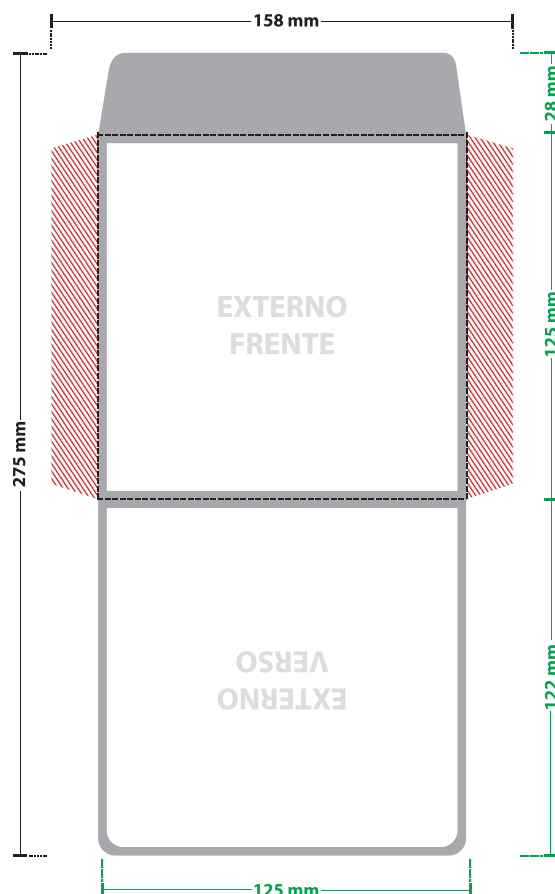 158 mm
28 mm
EXTERNO
FRENTE
125 mm
275 mm
EXTERNO
VERSO
122 mm
125 mm